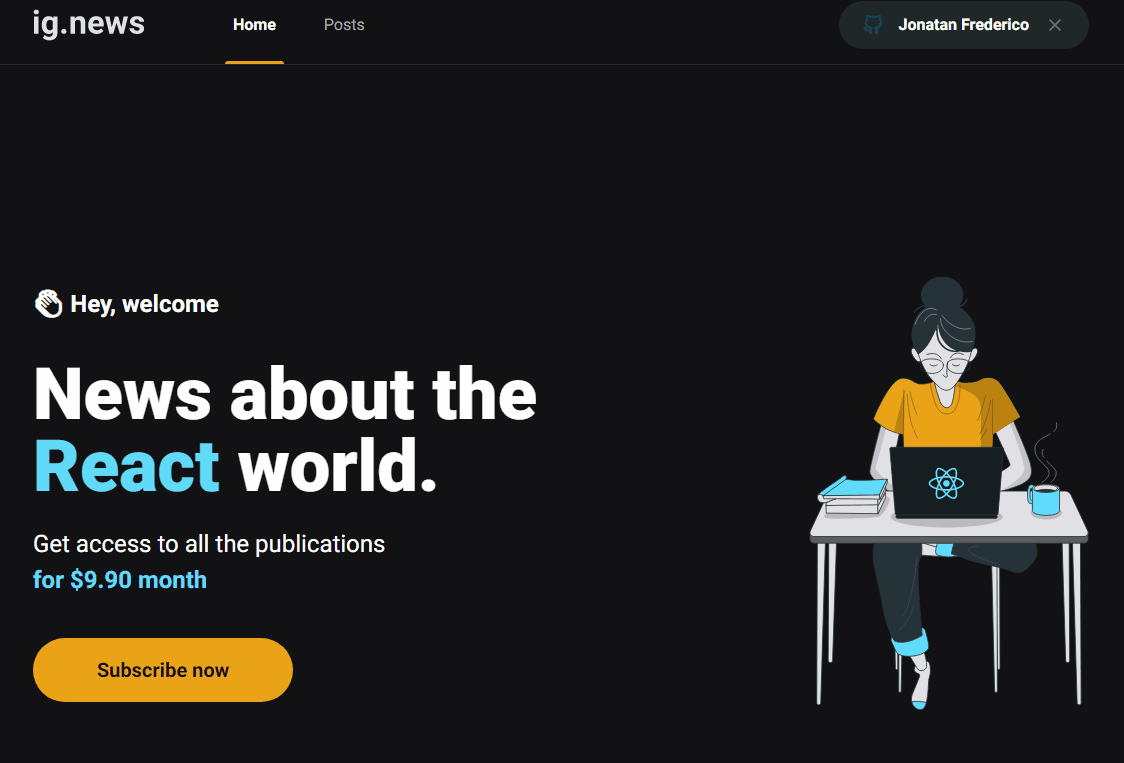 ig.news
Home
Posts
Jonatan Frederico
Hey, welcome
News about the
React world.
Get access to all the publications
for $9.90 month
Subscribe now